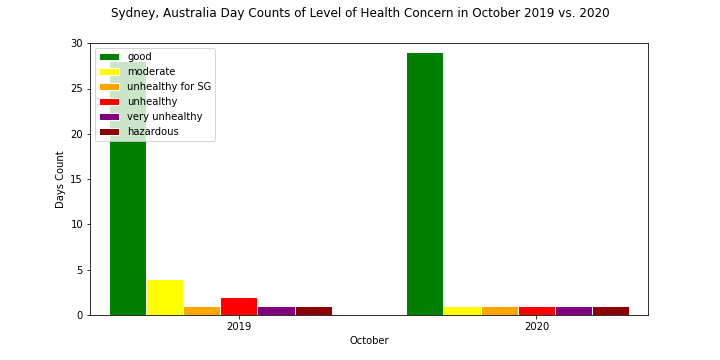 Sydney, Australia Day Counts of Level of Health Concern in October 2019 vs. 2020
30
25
20
15
10
5
0
Days Count
good
moderate
unhealthy for SG
unhealthy
very unhealthy
hazardous
2019
2020
October